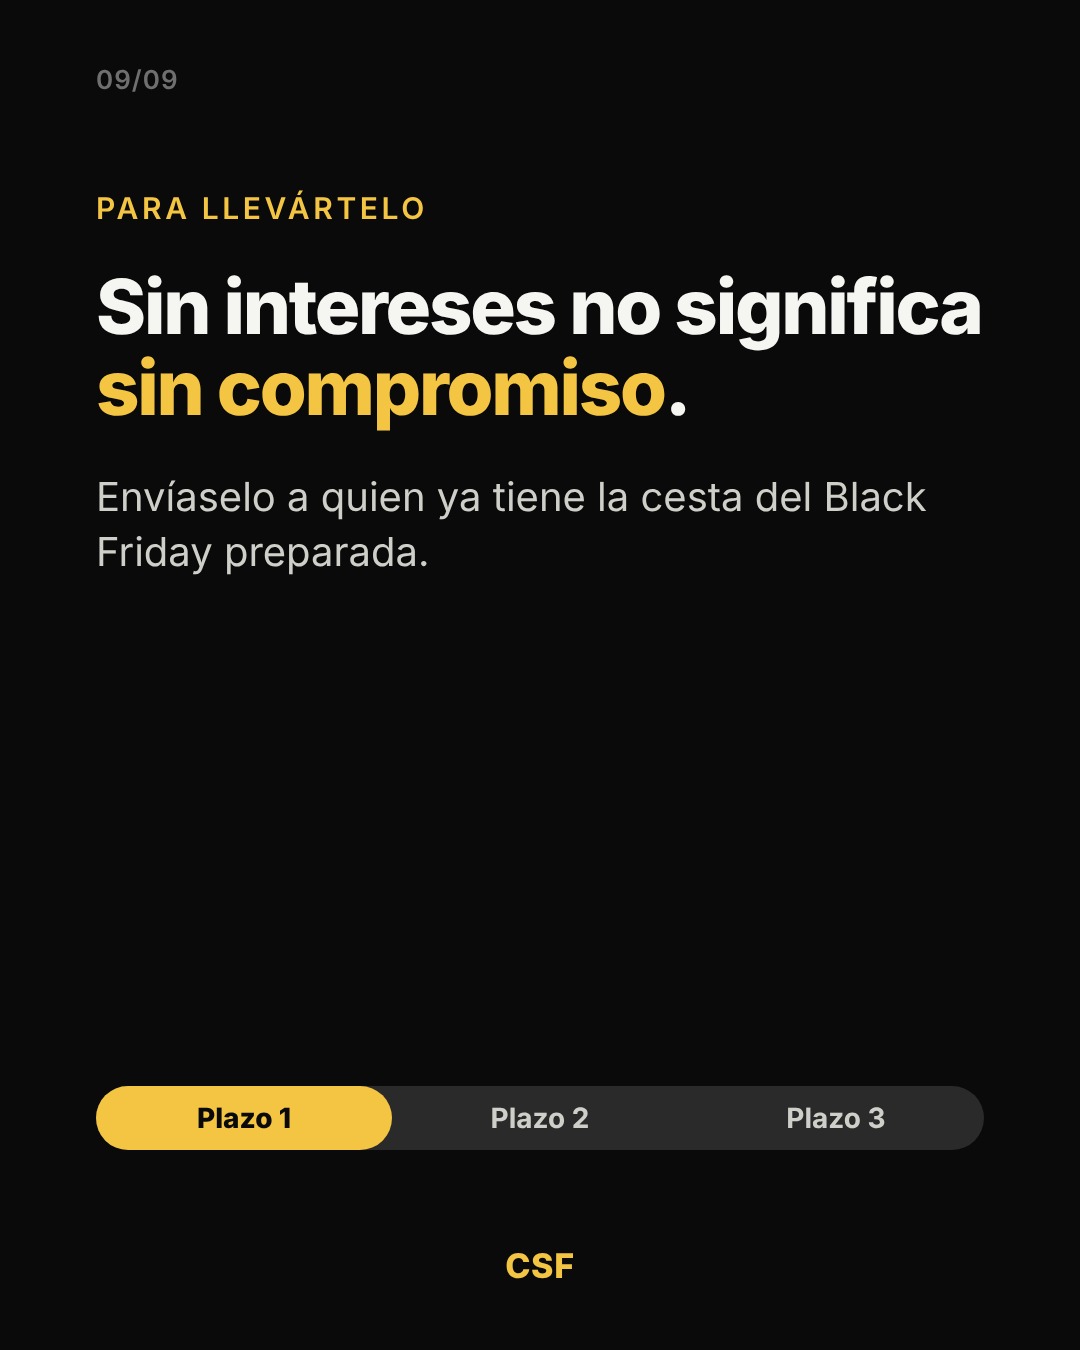 09/09
PARA LLEVÁRTELO
Sin intereses no significa
sin compromiso.
Envíaselo a quien ya tiene la cesta del Black
Friday preparada.
Plazo 1 Plazo 2 Plazo 3
CSF